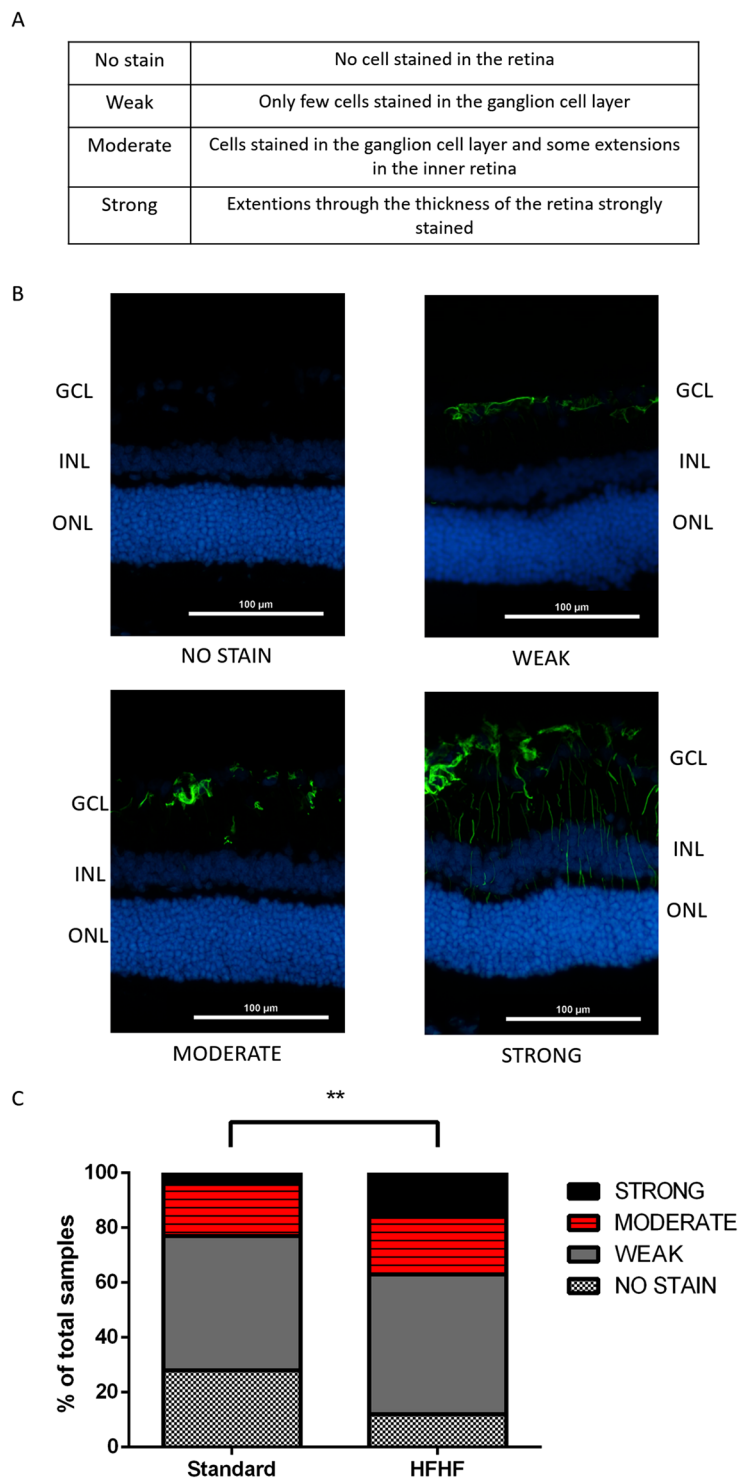 A
No stain
No cell stained in the retina
Weak
Only few cells stained in the ganglion cell layer
Moderate
Cells stained in the ganglion cell layer and some extensions
in the inner retina
Strong
Extentions through the thickness of the retina strongly
stained
B
GCL
INL
ONL
100 µm
NO STAIN
GCL
INL
ONL
100 µm
WEAK
GCL
INL
ONL
100 µm
MODERATE
GCL
INL
ONL
100 µm
STRONG
C
**
% of total samples
100
80
60
40
20
0
Standard
HFHF
STRONG
MODERATE
WEAK
NO STAIN